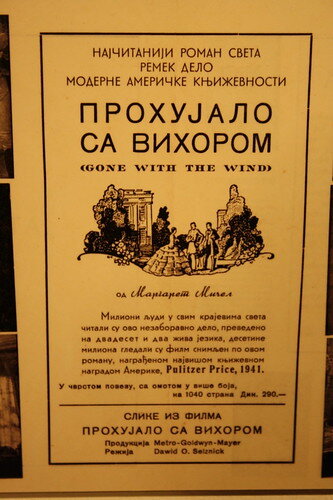 НАЈЧИТАНИЈИ РОМАН СВЕТА
РЕМЕК ДЕЛО
МОДЕРНЕ АМЕРИЧКЕ КЊИЖЕВНОСТИ
ПРОХУЈАЛО
СА ВИХОРОМ
(GONE WITH THE WIND)
од Маргарет Мичел
Милиони људи у свим крајевима света
читали су ово незаборавно дело, преведено
на двадесет и два жива језика, десетине
милиона гледали су филм снимљен по овом
роману, награђеном највишом књижевном
наградом Америке, Pulitzer Price, 1941.
У чврстом повезу, са омотом у више боја,
на 1040 страна Дин. 290.—
СЛИКЕ ИЗ ФИЛМА
ПРОХУЈАЛО СА ВИХОРОМ
Продукција Metro-Goldwyn-Mayer
Режија Dawid O. Selznick